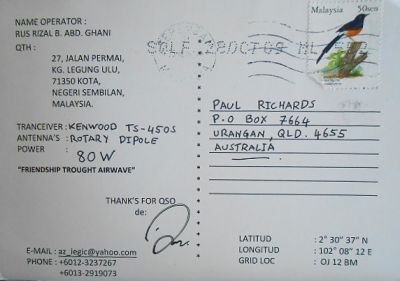 NAME OPERATOR :
RUS RIZAL B. ABD. GHANI
QTH :
27, JALAN PERMAI,
KG. LEGUNG ULU,
71350 KOTA,
NEGERI SEMBILAN,
MALAYSIA.
TRANCEIVER : KENWOOD TS-450S
ANTENNA'S : ROTARY DIPOLE
POWER : 80W
"FRIENDSHIP TROUGHT AIRWAVE"
THANK'S FOR QSO
de:
E-MAIL : az_legic@yahoo.com
PHONE : +6012-3237267
+6013-2919073
Malaysia 50sen
28OCT09
PAUL RICHARDS
P.O BOX 7664
URANGAN, QLD. 4655
AUSTRALIA
LATITUD : 2° 30' 37" N
LONGITUD : 102° 08' 12 E
GRID LOC : OJ 12 BM